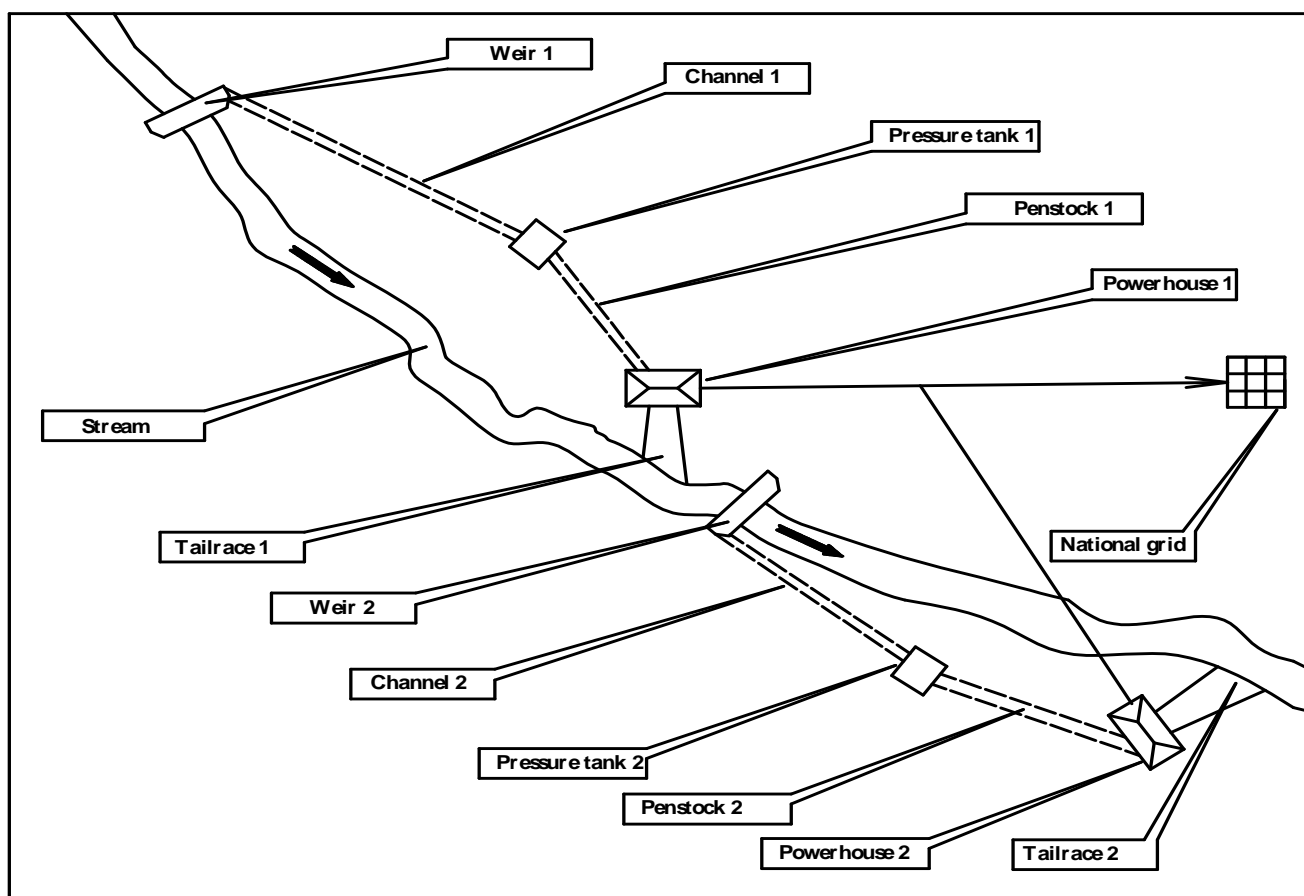 Weir 1
Channel 1
Pressure tank 1
Penstock 1
Powerhouse 1
Stream
Tailrace 1
National grid
Weir 2
Channel 2
Pressure tank 2
Penstock 2
Powerhouse 2
Tailrace 2